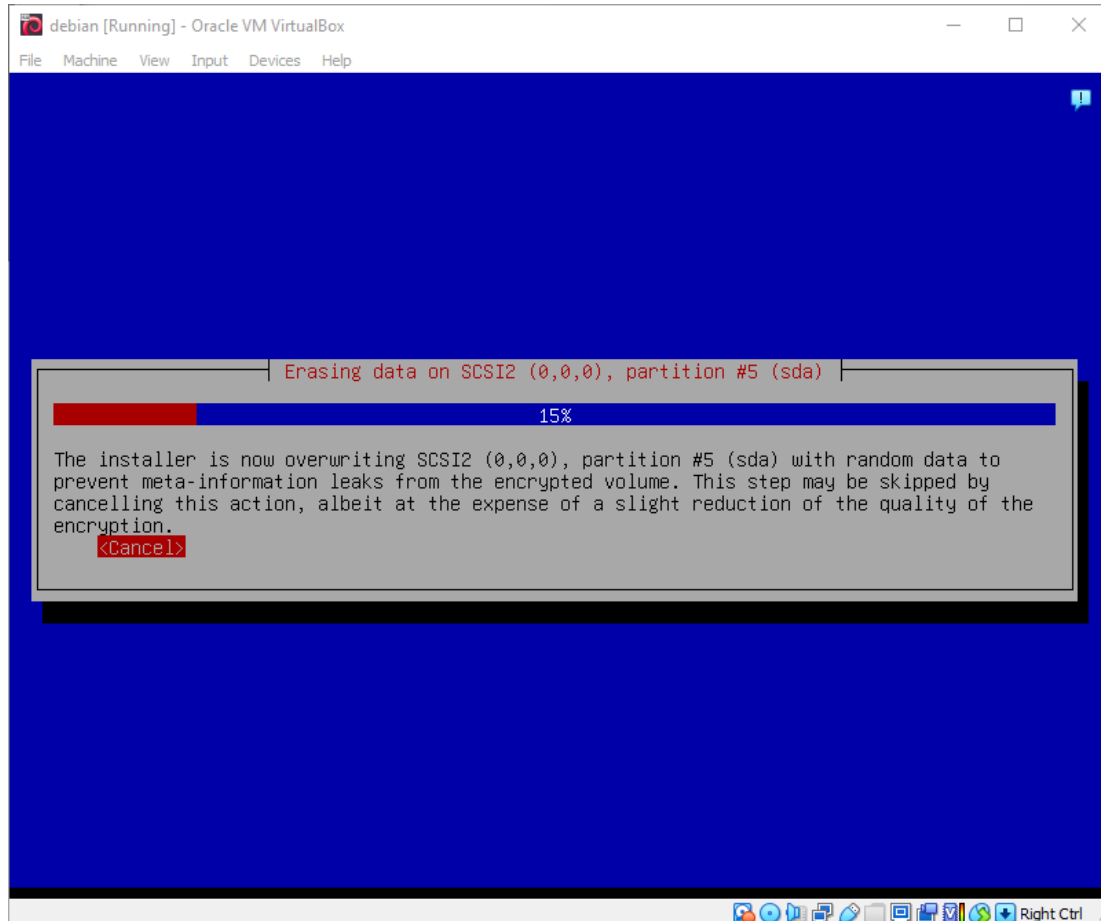 debian [Running] - Oracle VM VirtualBox
File Machine View Input Devices Help
Erasing data on SCSI2 (0,0,0), partition #5 (sda)
15%
The installer is now overwriting SCSI2 (0,0,0), partition #5 (sda) with random data to
prevent meta-information leaks from the encrypted volume. This step may be skipped by
cancelling this action, albeit at the expense of a slight reduction of the quality of the
encryption.
<Cancel>
Right Ctrl